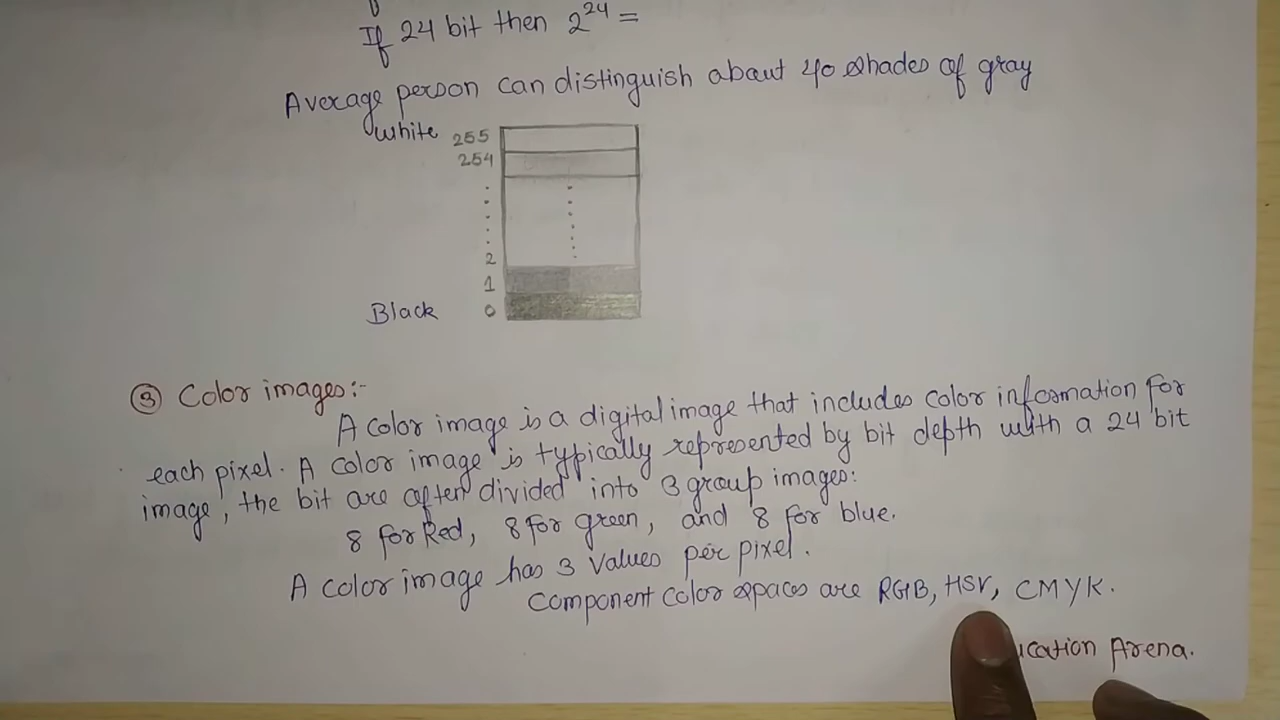 If 24 bit then 2^24 =
Average person can distinguish about 40 shades of gray
white 255
254
2
1
Black 0
③ Color images:-
A color image is a digital image that includes color information for
each pixel. A color image is typically represented by bit depth with a 24 bit
image, the bit are often divided into 3 group images:
8 for Red, 8 for green, and 8 for blue.
A color image has 3 values per pixel.
Component color spaces are RGB, HSV, CMYK.
ucation Arena.